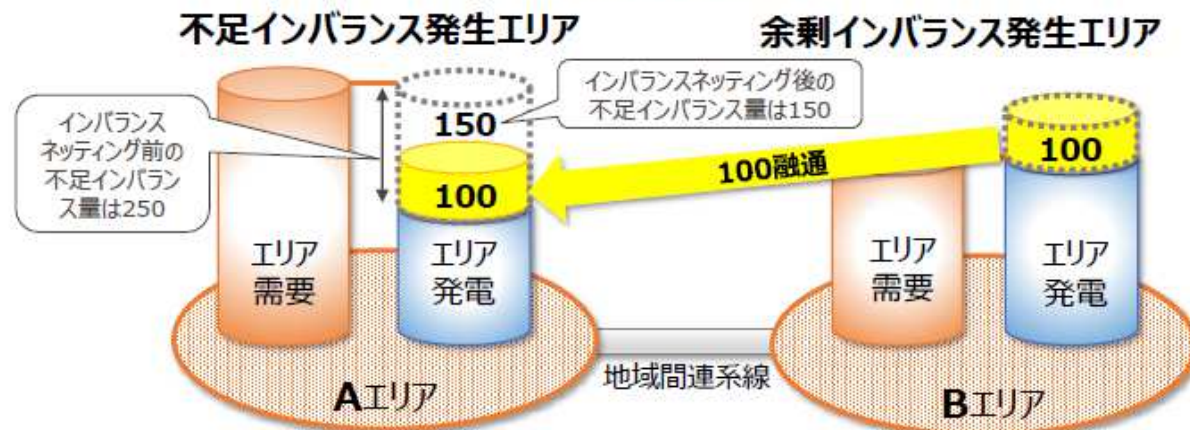 不足インバランス発生エリア
余剰インバランス発生エリア
インバランス
ネッティング前の
不足インバラン
ス量は250
インバランスネッティング後の
不足インバランス量は150
150
100
100融通
100
エリア
需要
エリア
発電
エリア
需要
エリア
発電
地域間連系線
Aエリア
Bエリア